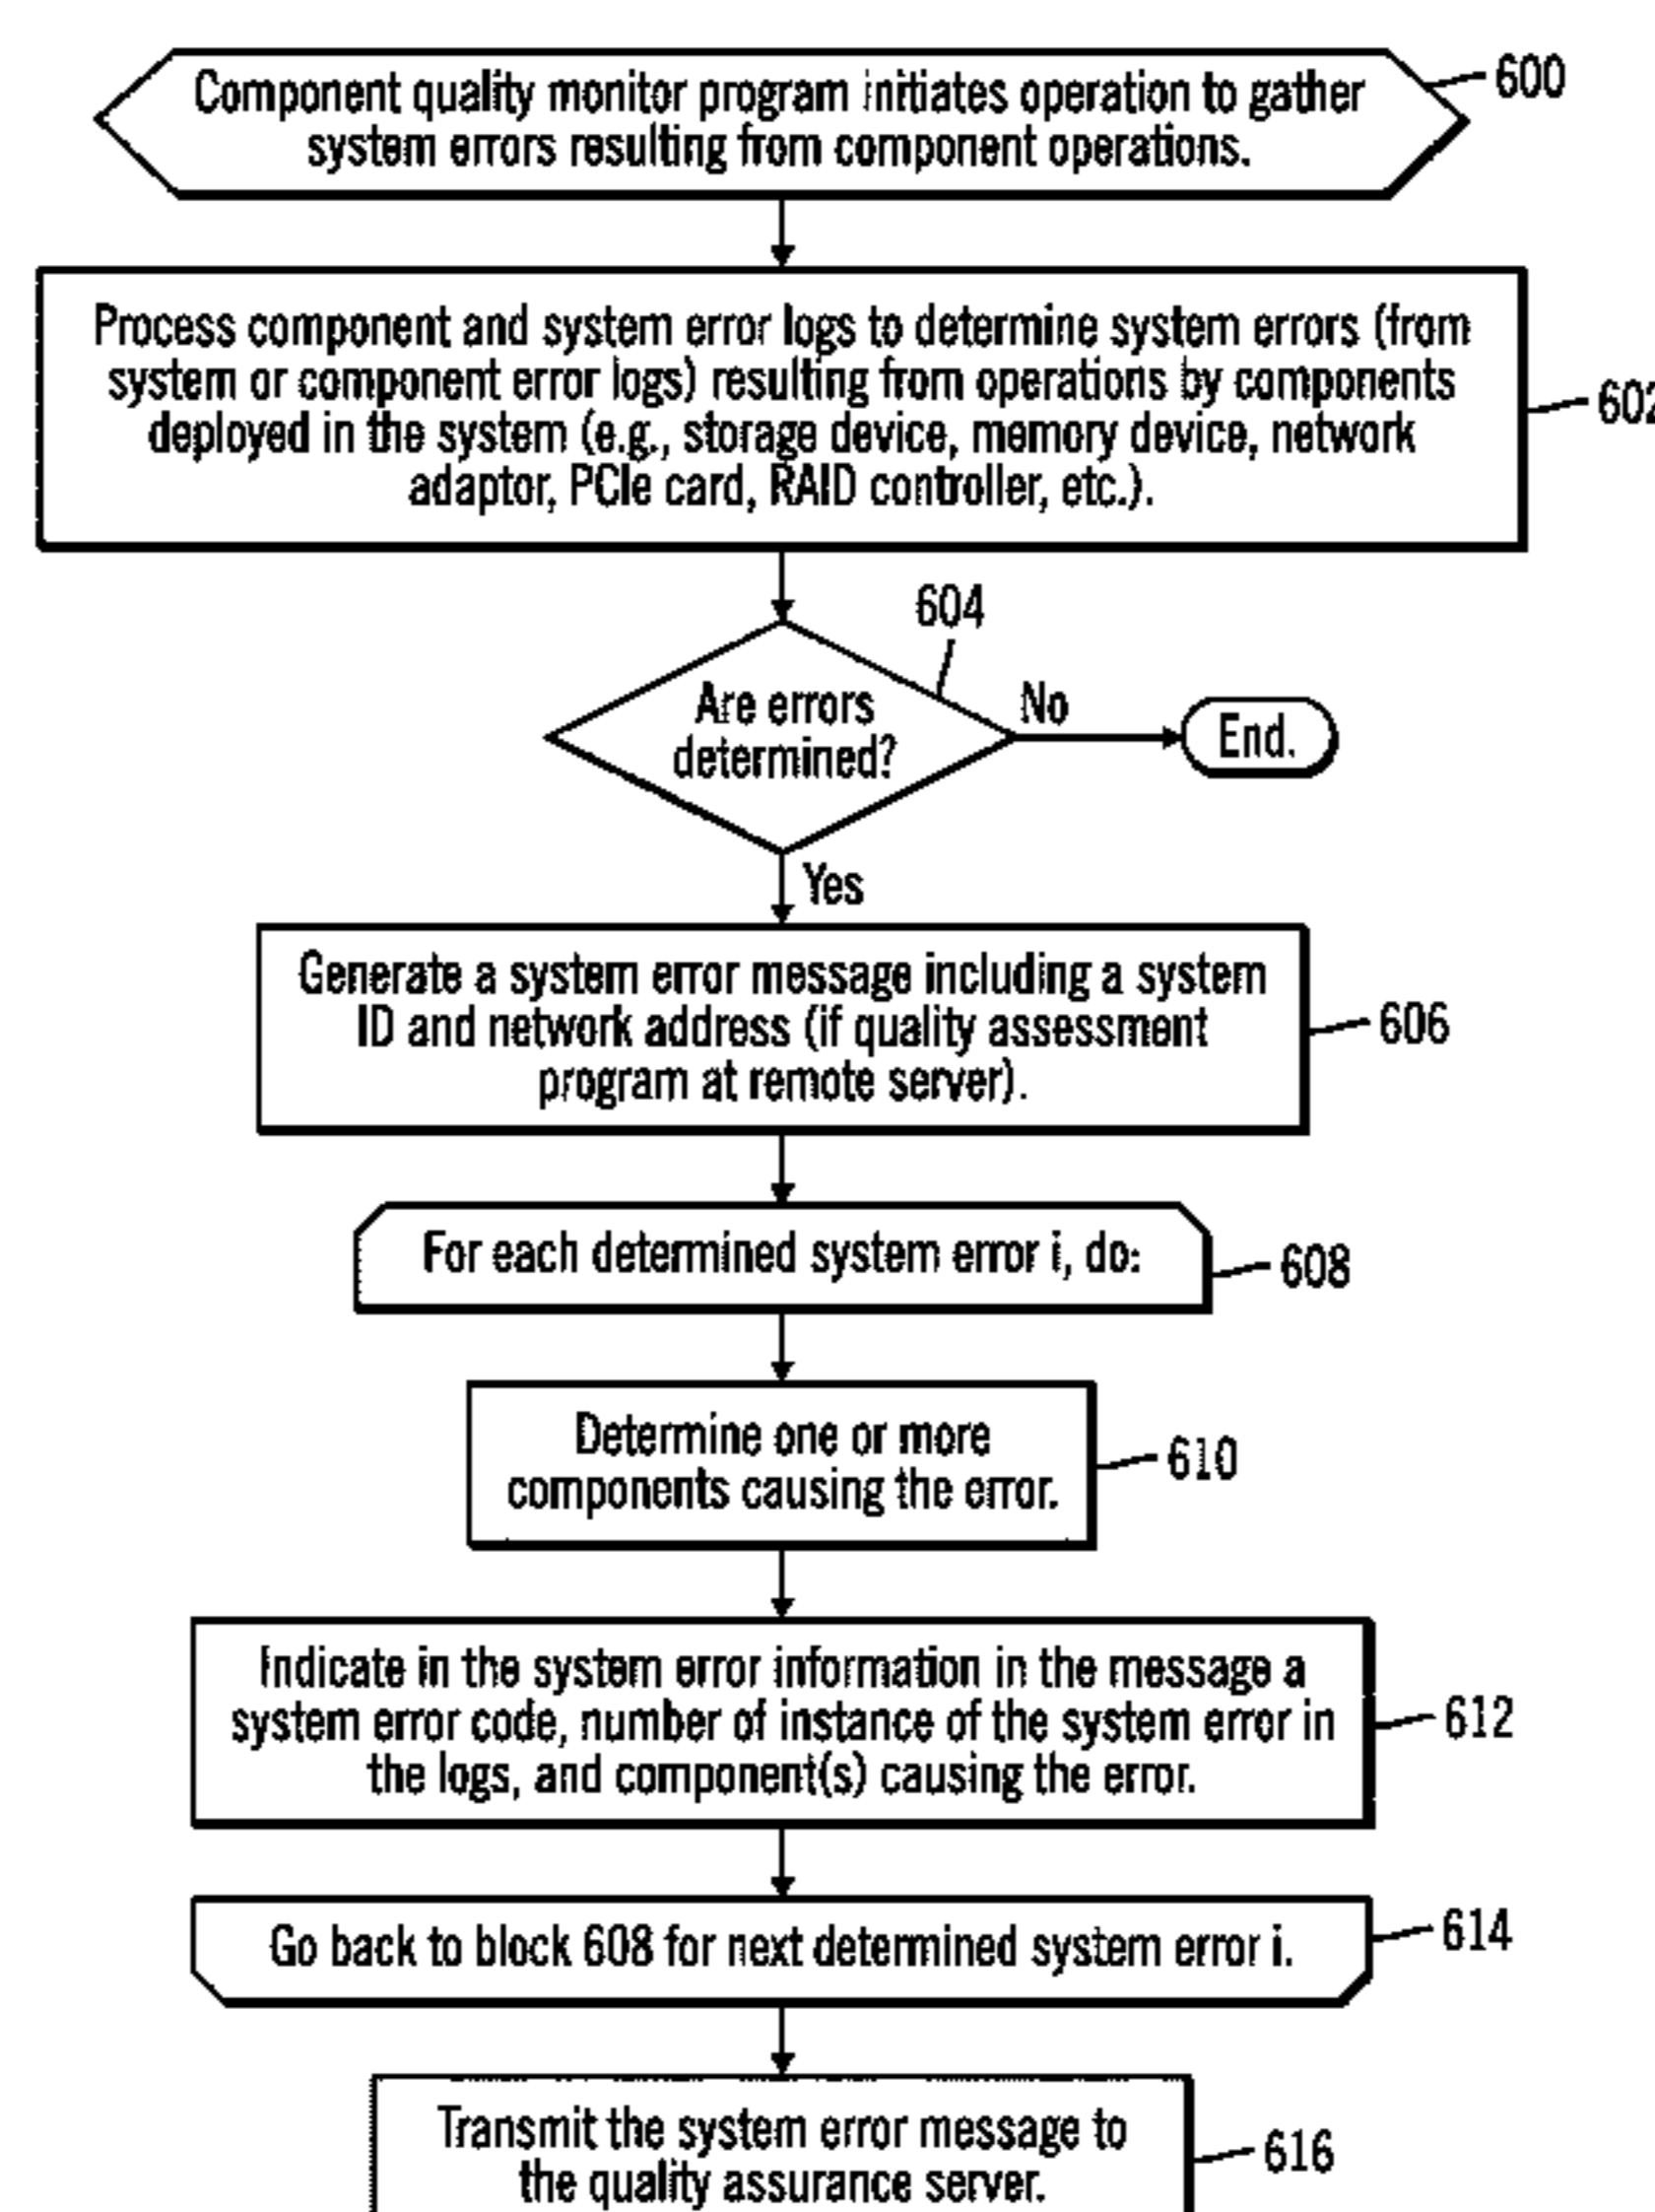 Component quality monitor program initiates operation to gather
system errors resulting from component operations.
600
Process component and system error logs to determine system errors (from
system or component error logs) resulting from operations by components
deployed in the system (e.g., storage device, memory device, network
adaptor, PCIe card, RAID controller, etc.).
602
604
Are errors
determined?
No
End.
Yes
Generate a system error message including a system
ID and network address (if quality assessment
program at remote server).
606
For each determined system error i, do:
608
Determine one or more
components causing the error.
610
Indicate in the system error information in the message a
system error code, number of instance of the system error in
the logs, and component(s) causing the error.
612
Go back to block 608 for next determined system error i.
614
Transmit the system error message to
the quality assurance server.
616